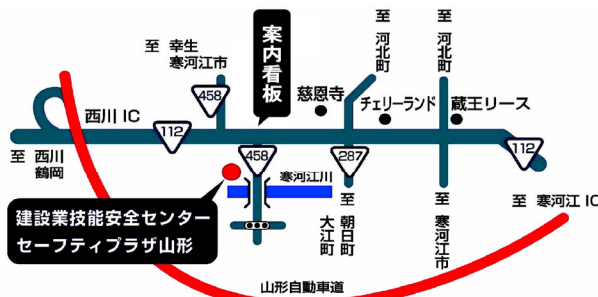 至 幸生
寒河江市
458
案内看板
至 河北町
至 河北町
慈恩寺
チェリーランド
蔵王リース
西川 IC
112
至 西川
鶴岡
458
287
112
寒河江川
至 寒河江 IC
至 朝日町
大江町
至 寒河江市
建設業技能安全センター
セーフティプラザ山形
山形自動車道